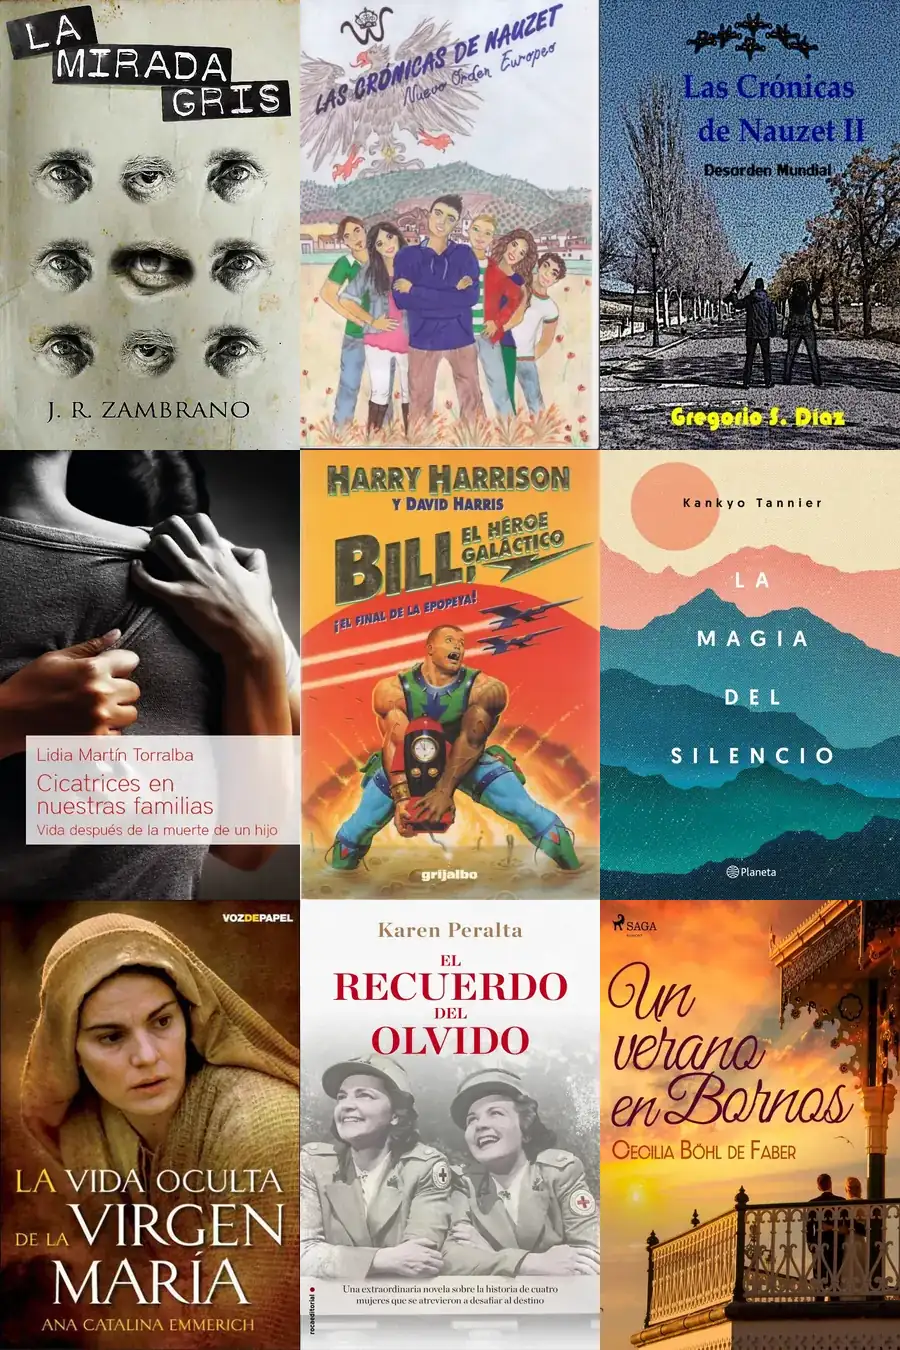 LA
MIRADA
GRIS
J. R. ZAMBRANO
LAS CRÓNICAS DE NAUZET
Nuevo Orden Europeo
Las Crónicas
de Nauzet II
Desorden Mundial
Gregorio S. Díaz
Lidia Martín Torralba
Cicatrices en
nuestras familias
Vida después de la muerte de un hijo
HARRY HARRISON
Y DAVID HARRIS
BILL,
EL HÉROE
GALÁCTICO
¡EL FINAL DE LA EPOPEYA!
grijalbo
Kankyo Tannier
LA
MAGIA
DEL
SILENCIO
Planeta
VOZDEPAPEL
LA VIDA OCULTA
DE LA VIRGEN
MARÍA
ANA CATALINA EMMERICH
Karen Peralta
EL
RECUERDO
DEL
OLVIDO
Una extraordinaria novela sobre la historia de cuatro
mujeres que se atrevieron a desafiar al destino
rocaeditorial
SAGA
EGMONT
Un
verano
en Bornos
CECILIA BÖHL DE FABER